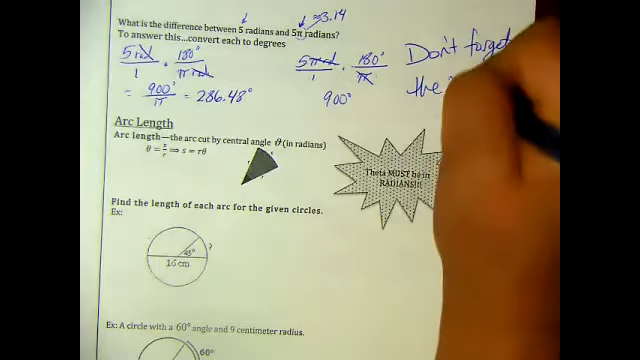 ≈3.14
What is the difference between 5 radians and 5π radians?
To answer this...convert each to degrees
5 rad / 1 · 180° / π rad
5π rad / 1 · 180° / π
Don't forget
the
= 900° / π = 286.48°
900°
Arc Length
Arc length—the arc cut by central angle θ (in radians)
θ = s/r ⟹ s = rθ
Theta MUST be in
RADIANS!!!
Find the length of each arc for the given circles.
Ex:
45°
?
16cm
Ex: A circle with a 60° angle and 9 centimeter radius.
60°